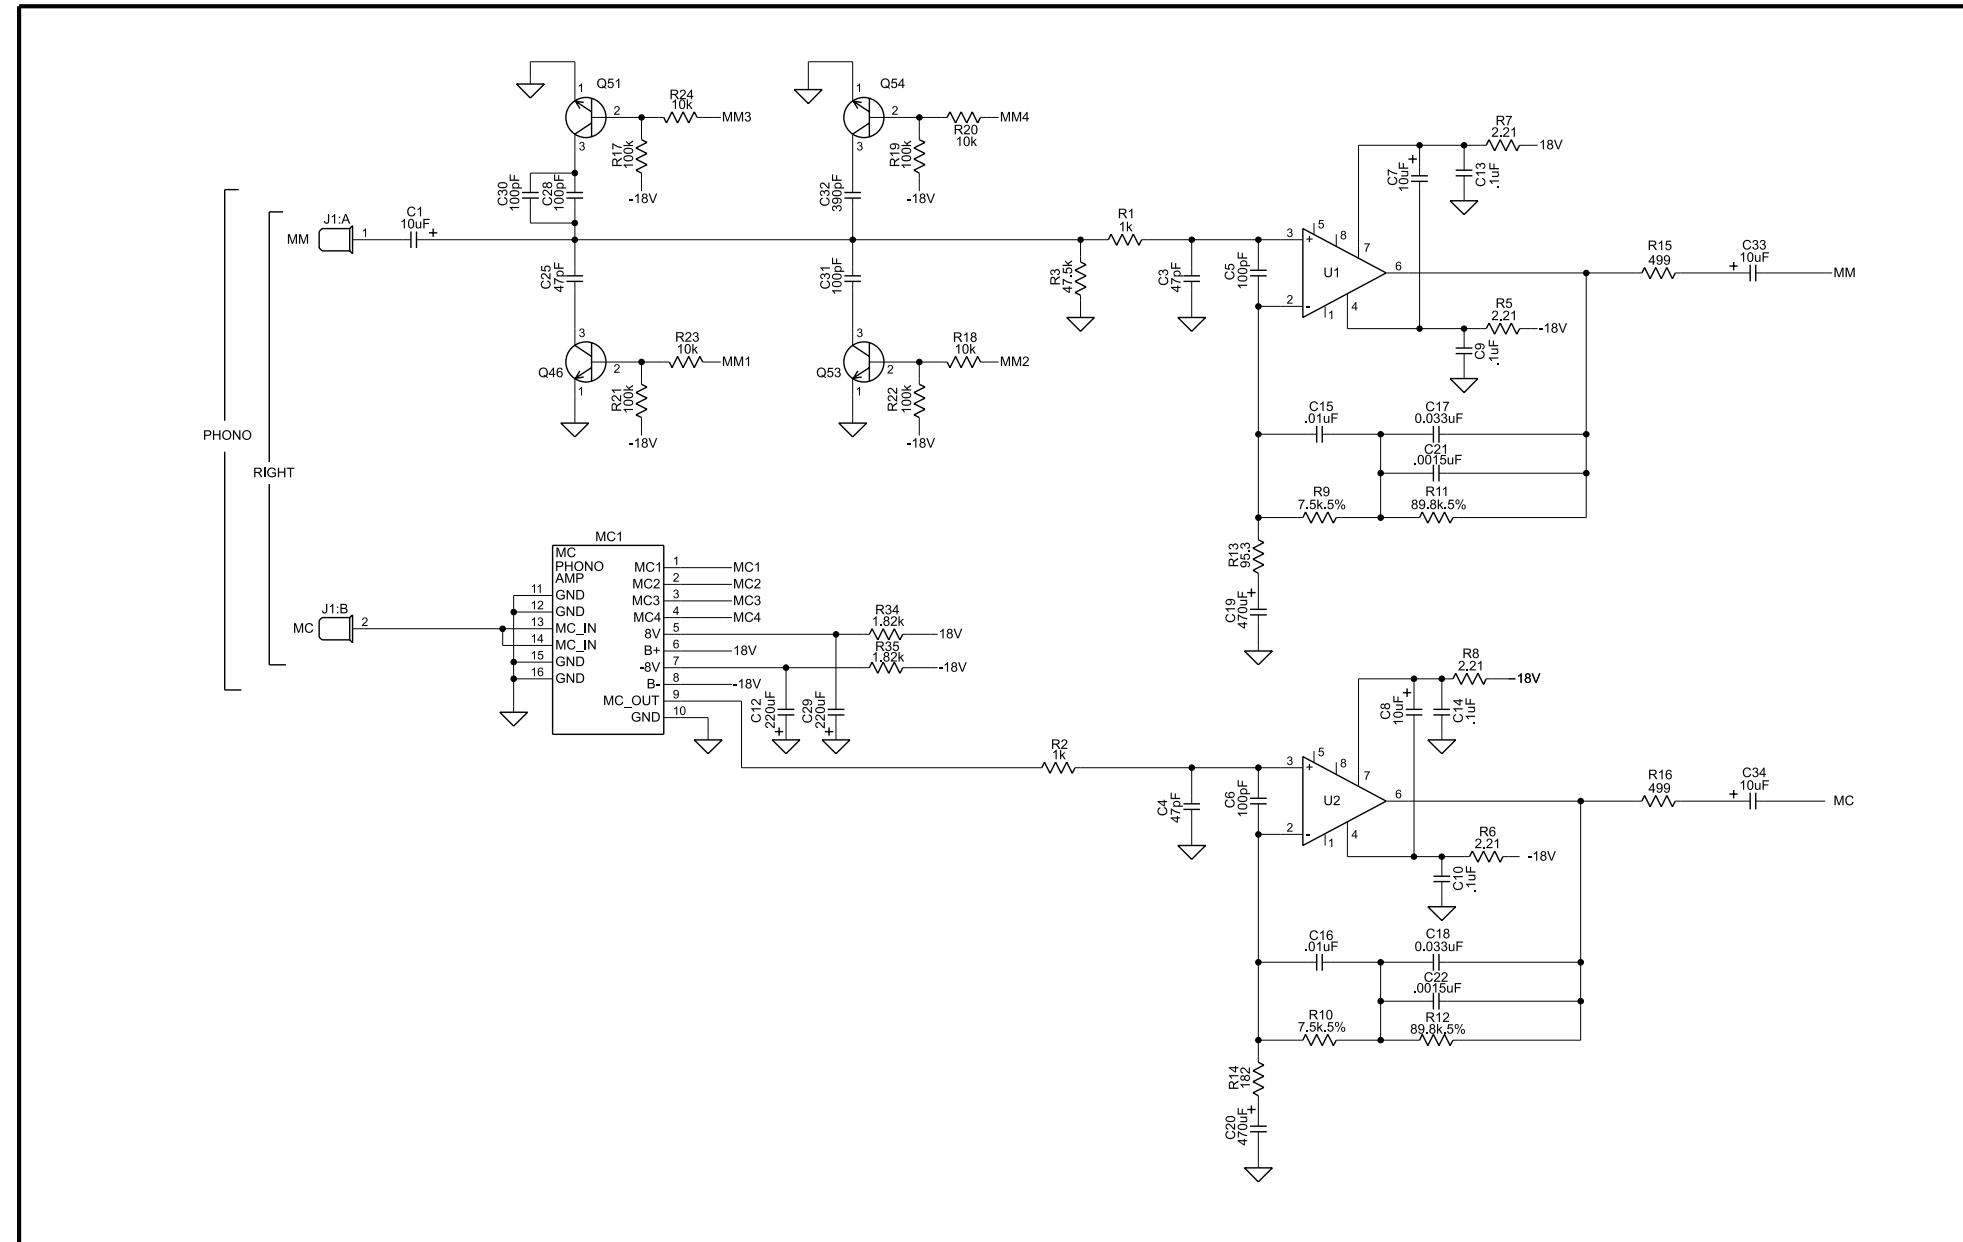 Q51
1
2
3
R24
10k
MM3
R17
100k
-18V
C30
100pF
C28
100pF
Q54
1
2
3
R20
10k
MM4
R19
100k
-18V
C32
390pF
PHONO
RIGHT
MM
J1:A
1
C1
10uF
+
C25
47pF
3
Q46
2
1
R23
10k
MM1
R21
100k
-18V
C31
100pF
3
Q53
2
1
R18
10k
MM2
R22
100k
-18V
R3
47.5k
R1
1k
C3
47pF
C5
100pF
3
+
2
-
U1
5
8
7
6
4
1
C7
10uF
+
C13
.1uF
R7
2.21
18V
R5
2.21
-18V
C9
.1uF
R15
499
+
C33
10uF
MM
C15
.01uF
C17
0.033uF
C21
.0015uF
R9
7.5k.5%
R11
89.8k.5%
R13
95.3
+
C19
470uF
MC
J1:B
2
MC1
MC
PHONO
AMP
11
GND
12
GND
13
MC_IN
14
MC_IN
15
GND
16
GND
MC1
1
MC1
MC2
2
MC2
MC3
3
MC3
MC4
4
MC4
8V
5
B+
6
18V
-8V
7
B-
8
-18V
MC_OUT
9
GND
10
R34
1.82k
18V
R35
1.82k
-18V
C12
220uF
+
C29
220uF
+
R2
1k
C4
47pF
C6
100pF
3
+
2
-
U2
5
8
7
6
4
1
C8
10uF
+
C14
.1uF
R8
2.21
-18V
R6
2.21
-18V
C10
.1uF
R16
499
+
C34
10uF
MC
C16
.01uF
C18
0.033uF
C22
.0015uF
R10
7.5k.5%
R12
89.8k.5%
R14
182
+
C20
470uF